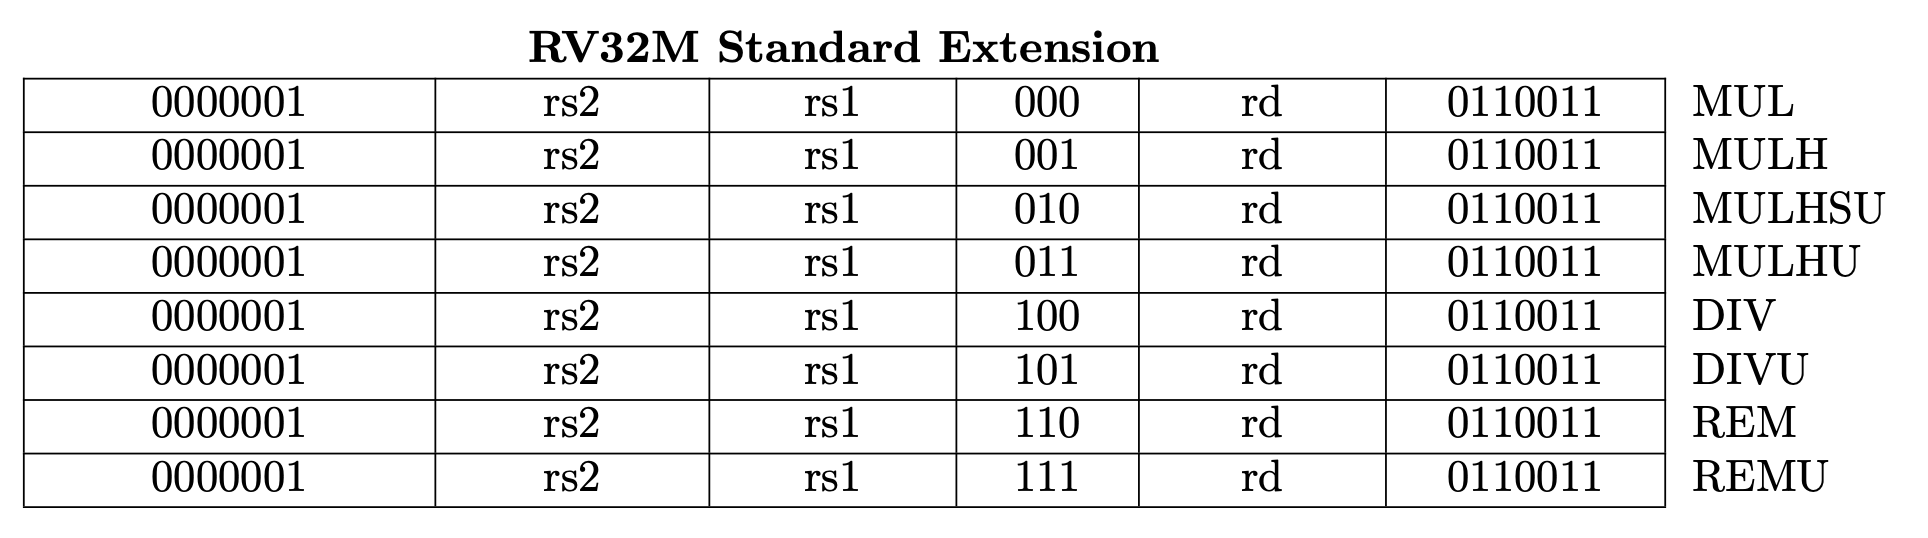 RV32M Standard Extension
0000001 rs2 rs1 000 rd 0110011 MUL
0000001 rs2 rs1 001 rd 0110011 MULH
0000001 rs2 rs1 010 rd 0110011 MULHSU
0000001 rs2 rs1 011 rd 0110011 MULHU
0000001 rs2 rs1 100 rd 0110011 DIV
0000001 rs2 rs1 101 rd 0110011 DIVU
0000001 rs2 rs1 110 rd 0110011 REM
0000001 rs2 rs1 111 rd 0110011 REMU